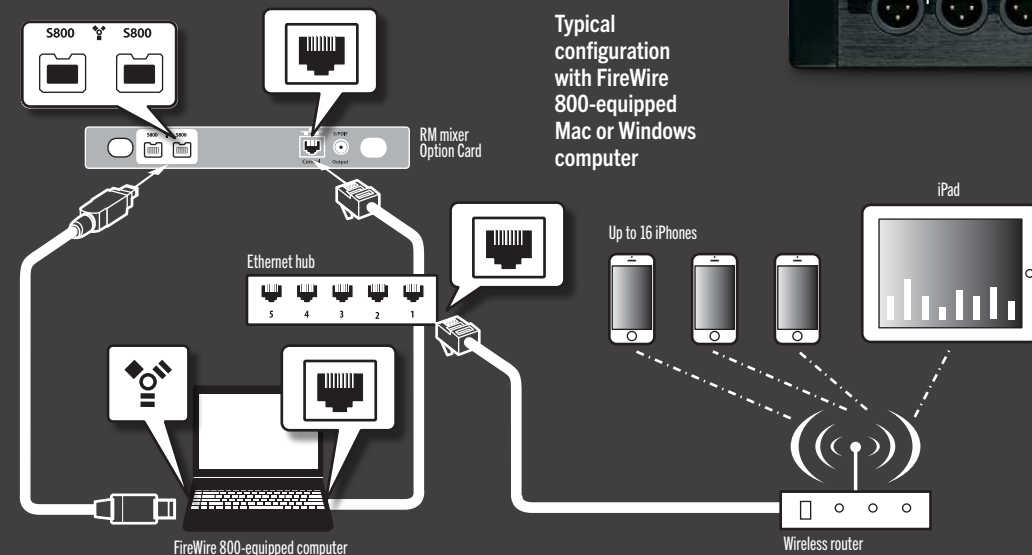 S800 S800
Typical
configuration
with FireWire
800-equipped
Mac or Windows
computer
S800 S800
S/PDIF
Control Output
RM mixer
Option Card
iPad
Up to 16 iPhones
Ethernet hub
5 4 3 2 1
FireWire 800-equipped computer
Wireless router